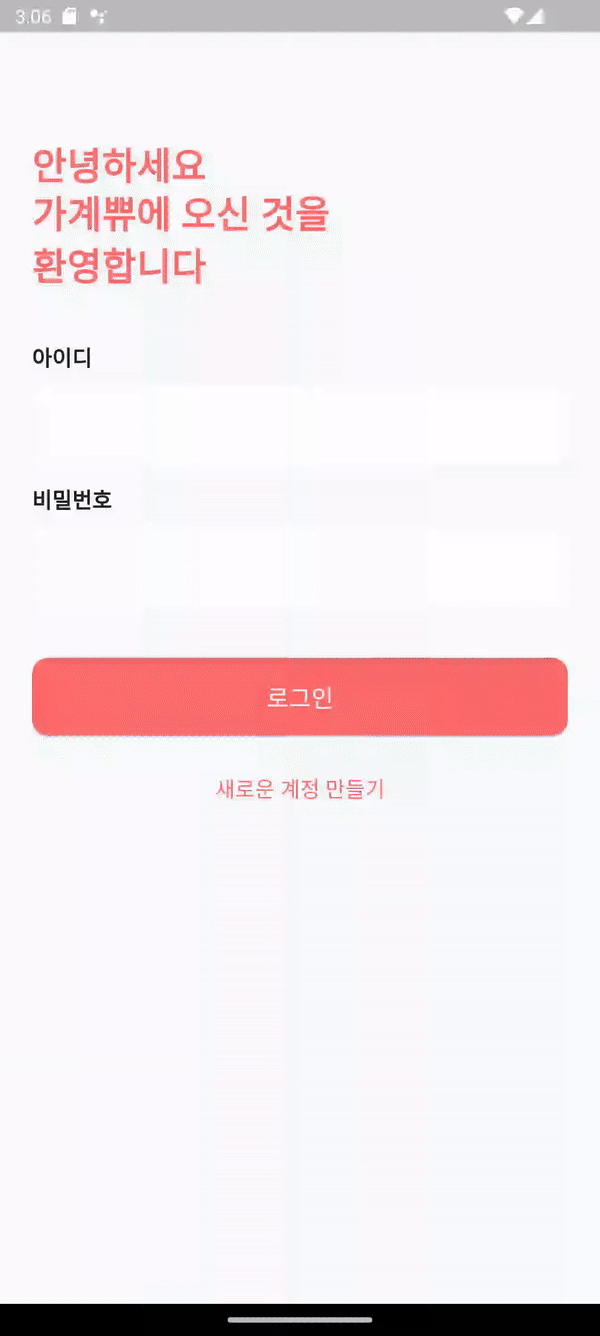 3:06
안녕하세요
가계쀼에 오신 것을
환영합니다
아이디
비밀번호
로그인
새로운 계정 만들기